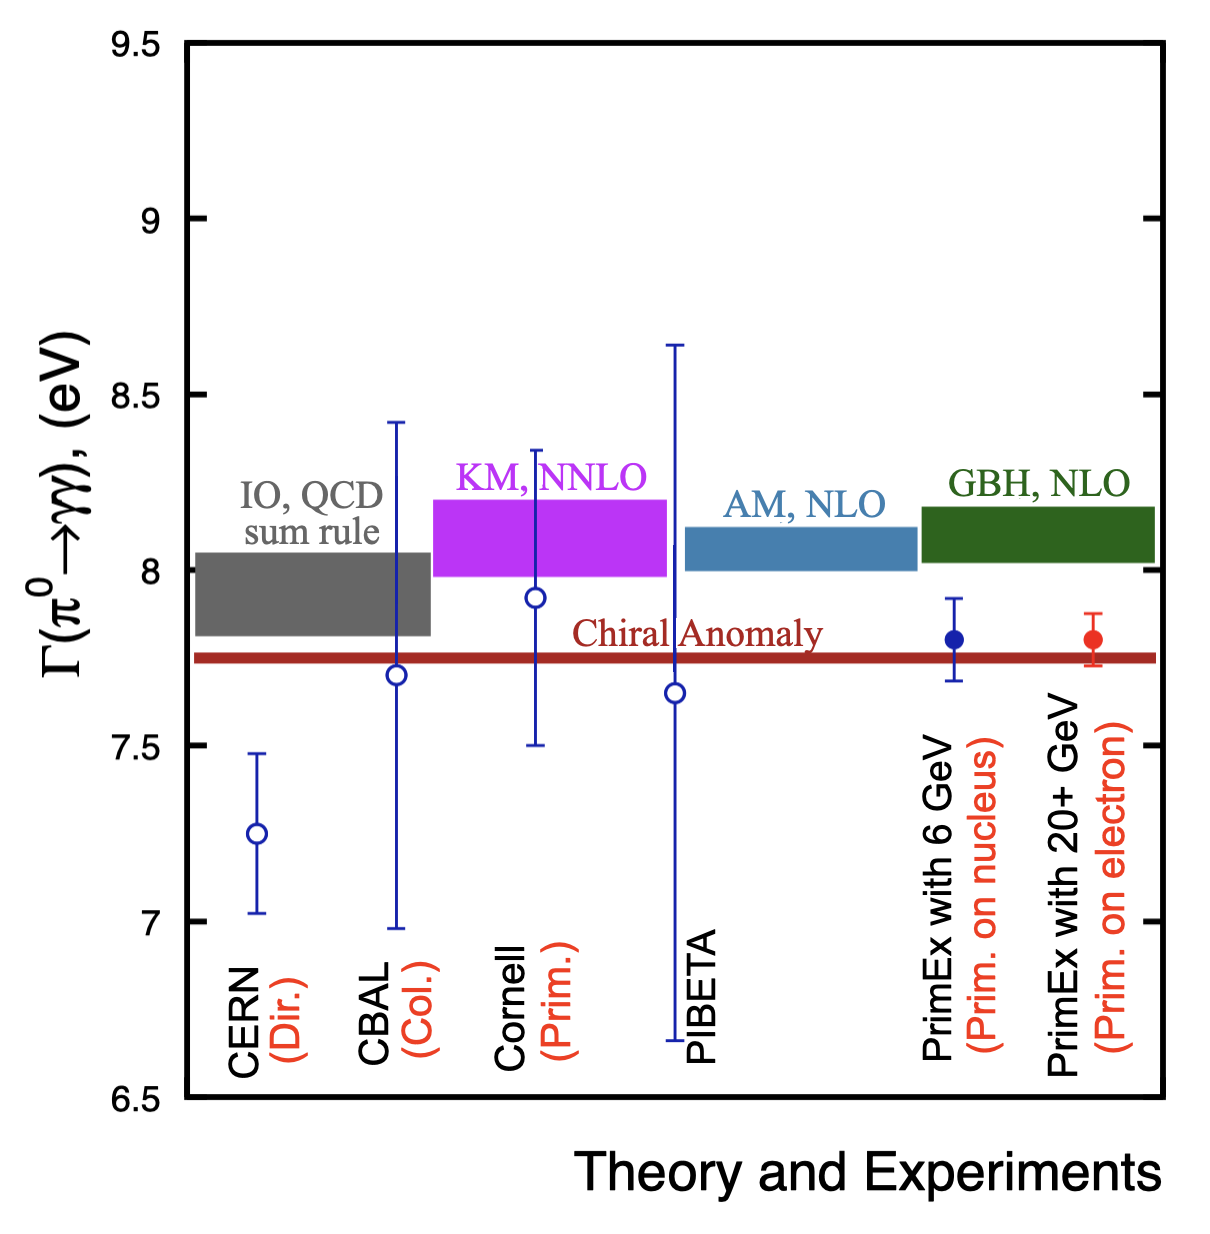 9.5
9
8.5
8
7.5
7
6.5
Γ(π⁰→γγ), (eV)
IO, QCD
sum rule
KM, NNLO
AM, NLO
GBH, NLO
Chiral Anomaly
CERN
(Dir.)
CBAL
(Col.)
Cornell
(Prim.)
PIBETA
PrimEx with 6 GeV
(Prim. on nucleus)
PrimEx with 20+ GeV
(Prim. on electron)
Theory and Experiments